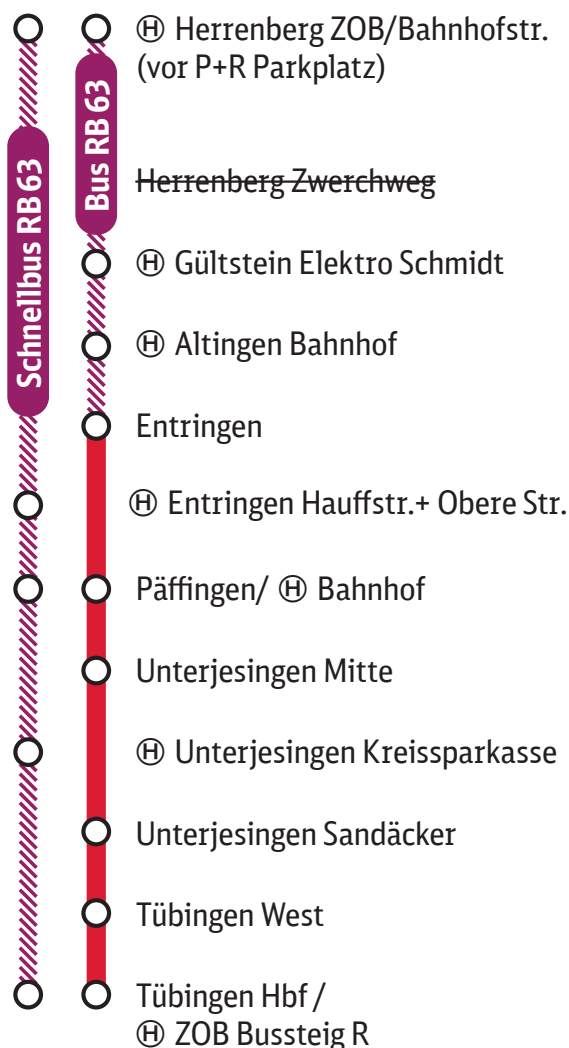 Ⓗ Herrenberg ZOB/Bahnhofstr.
(vor P+R Parkplatz)
Schnellbus RB 63
Bus RB 63
Herrenberg Zwerchweg
Ⓗ Gültstein Elektro Schmidt
Ⓗ Altingen Bahnhof
Entringen
Ⓗ Entringen Hauffstr.+ Obere Str.
Päffingen/ Ⓗ Bahnhof
Unterjesingen Mitte
Ⓗ Unterjesingen Kreissparkasse
Unterjesingen Sandäcker
Tübingen West
Tübingen Hbf /
Ⓗ ZOB Bussteig R